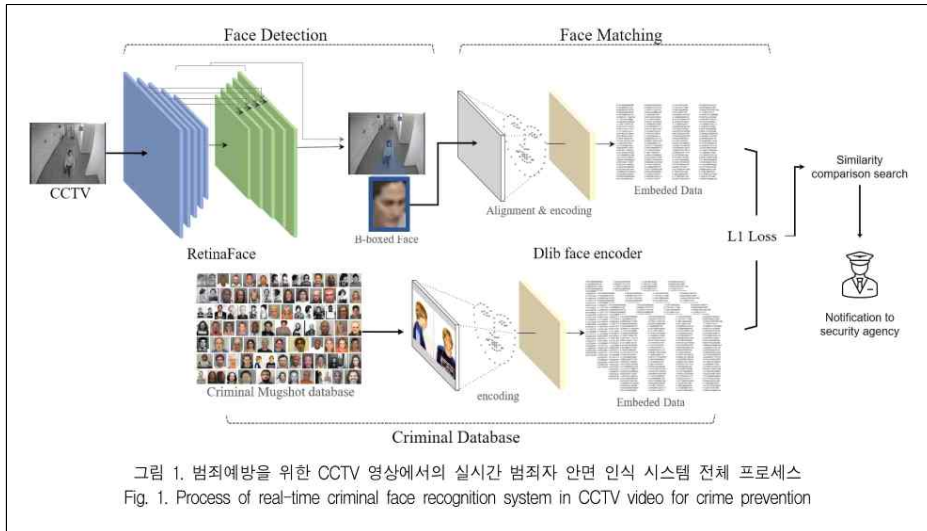 Face Detection
Face Matching
CCTV
RetinaFace
B-boxed Face
Alignment & encoding
Embeded Data
Dlib face encoder
L1 Loss
Similarity
comparison search
Notification to
security agency
Criminal Mugshot database
encoding
Embeded Data
Criminal Database
그림 1. 범죄예방을 위한 CCTV 영상에서의 실시간 범죄자 안면 인식 시스템 전체 프로세스
Fig. 1. Process of real-time criminal face recognition system in CCTV video for crime prevention